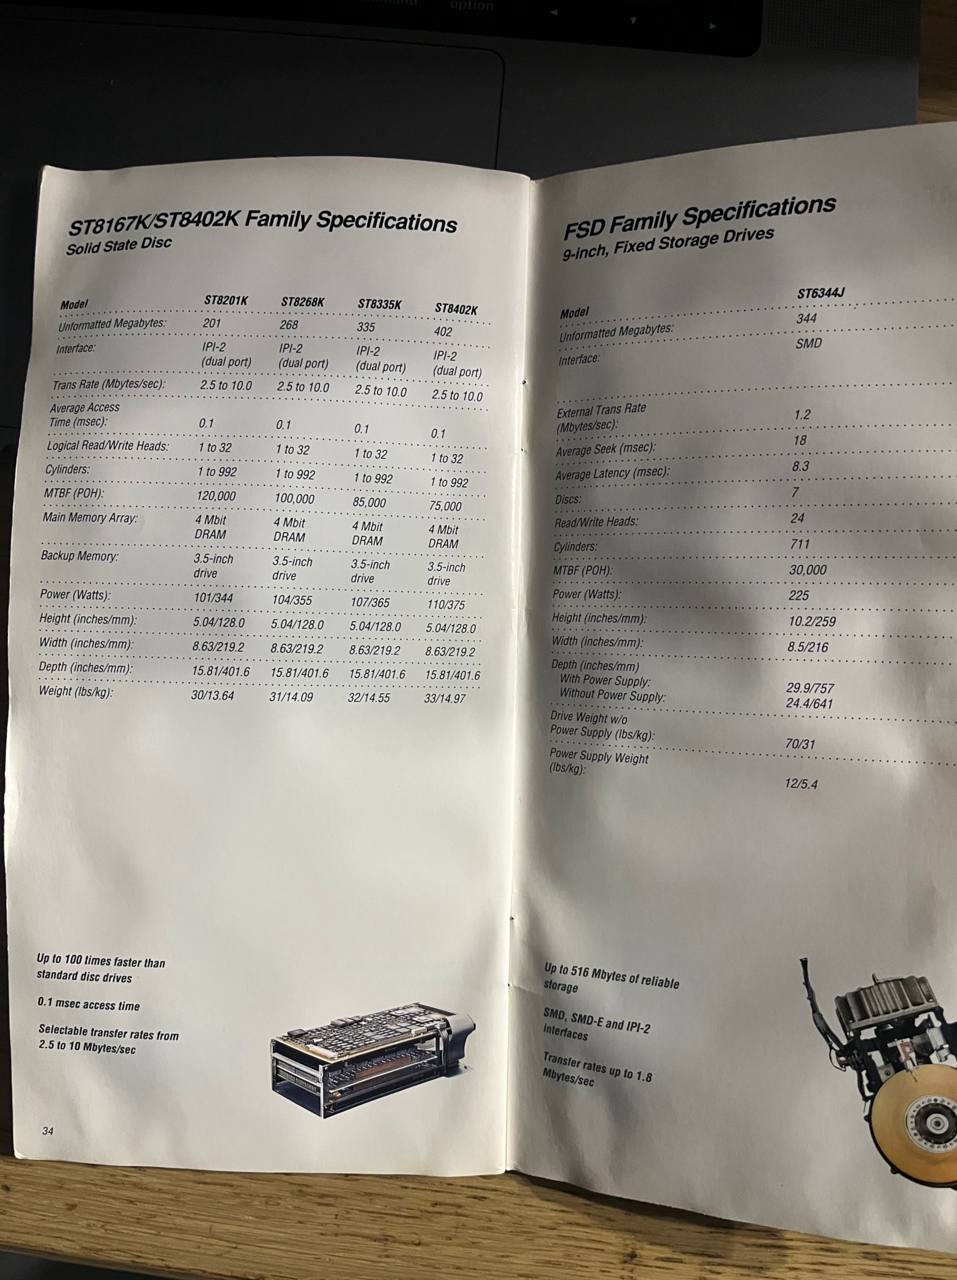 option
ST8167K/ST8402K Family Specifications
Solid State Disc
Model ST8201K ST8268K ST8335K ST8402K
Unformatted Megabytes: 201 268 335 402
Interface: IPI-2 IPI-2 IPI-2 IPI-2
(dual port) (dual port) (dual port) (dual port)
Trans Rate (Mbytes/sec): 2.5 to 10.0 2.5 to 10.0 2.5 to 10.0 2.5 to 10.0
Average Access
Time (msec): 0.1 0.1 0.1 0.1
Logical Read/Write Heads: 1 to 32 1 to 32 1 to 32 1 to 32
Cylinders: 1 to 992 1 to 992 1 to 992 1 to 992
MTBF (POH): 120,000 100,000 85,000 75,000
Main Memory Array: 4 Mbit 4 Mbit 4 Mbit 4 Mbit
DRAM DRAM DRAM DRAM
Backup Memory: 3.5-inch 3.5-inch 3.5-inch 3.5-inch
drive drive drive drive
Power (Watts): 101/344 104/355 107/365 110/375
Height (inches/mm): 5.04/128.0 5.04/128.0 5.04/128.0 5.04/128.0
Width (inches/mm): 8.63/219.2 8.63/219.2 8.63/219.2 8.63/219.2
Depth (inches/mm): 15.81/401.6 15.81/401.6 15.81/401.6 15.81/401.6
Weight (lbs/kg): 30/13.64 31/14.09 32/14.55 33/14.97
Up to 100 times faster than
standard disc drives
0.1 msec access time
Selectable transfer rates from
2.5 to 10 Mbytes/sec
34
FSD Family Specifications
9-inch, Fixed Storage Drives
Model ST6344J
Unformatted Megabytes: 344
Interface: SMD
External Trans Rate
(Mbytes/sec): 1.2
Average Seek (msec): 18
Average Latency (msec): 8.3
Discs: 7
Read/Write Heads: 24
Cylinders: 711
MTBF (POH): 30,000
Power (Watts): 225
Height (inches/mm): 10.2/259
Width (inches/mm): 8.5/216
Depth (inches/mm)
With Power Supply: 29.9/757
Without Power Supply: 24.4/641
Drive Weight w/o
Power Supply (lbs/kg): 70/31
Power Supply Weight
(lbs/kg): 12/5.4
Up to 516 Mbytes of reliable
storage
SMD, SMD-E and IPI-2
interfaces
Transfer rates up to 1.8
Mbytes/sec